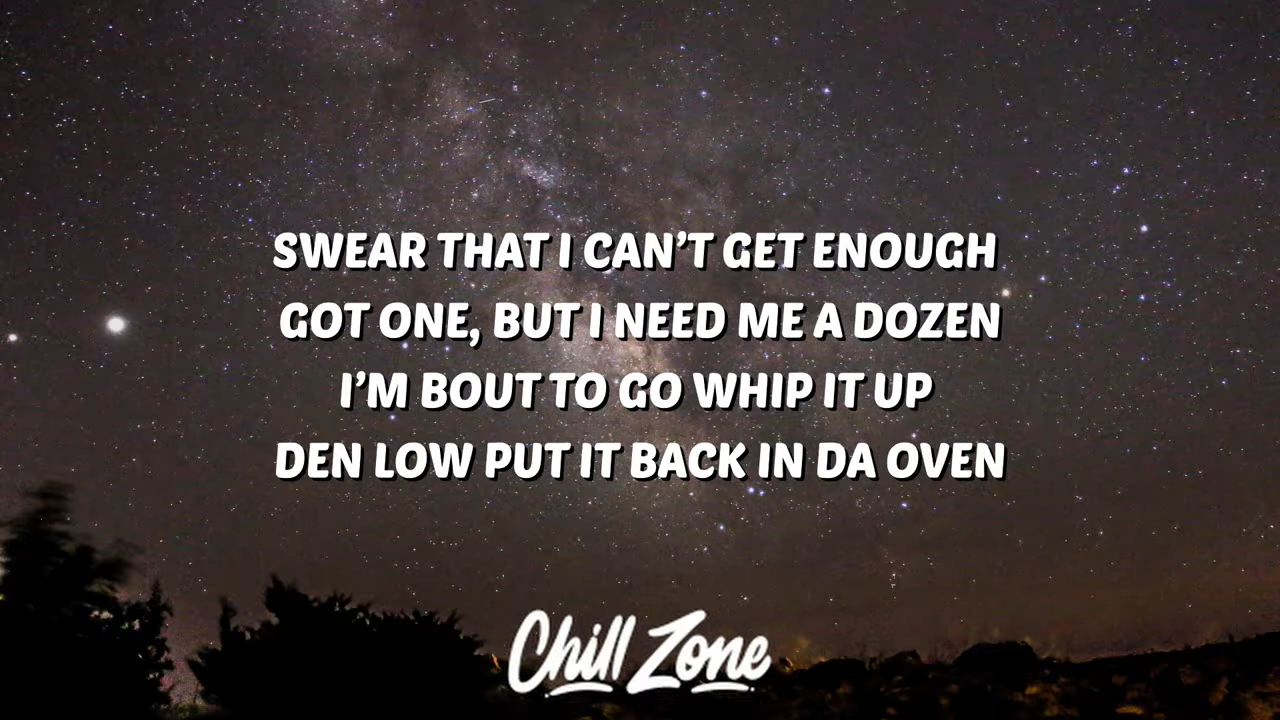 SWEAR THAT I CAN'T GET ENOUGH
GOT ONE, BUT I NEED ME A DOZEN
I'M BOUT TO GO WHIP IT UP
DEN LOW PUT IT BACK IN DA OVEN
Chill Zone